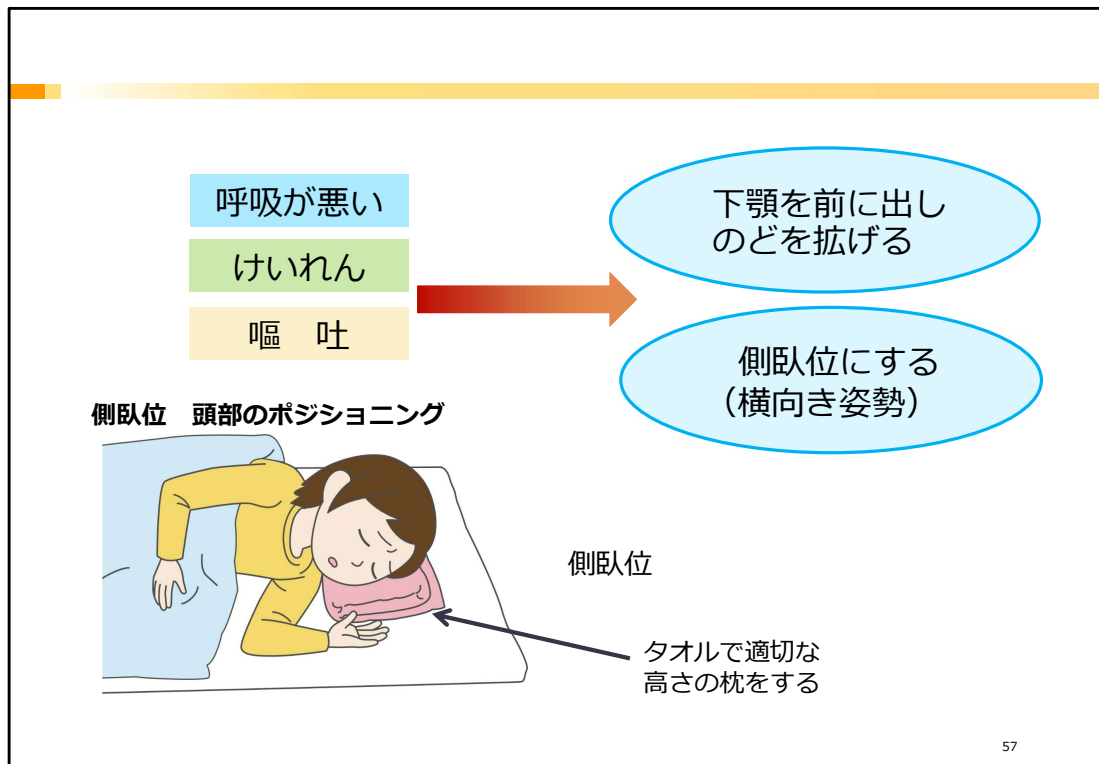 呼吸が悪い
けいれん
嘔　吐
下顎を前に出し
のどを拡げる
側臥位にする
（横向き姿勢）
側臥位　頭部のポジショニング
側臥位
タオルで適切な
高さの枕をする
57